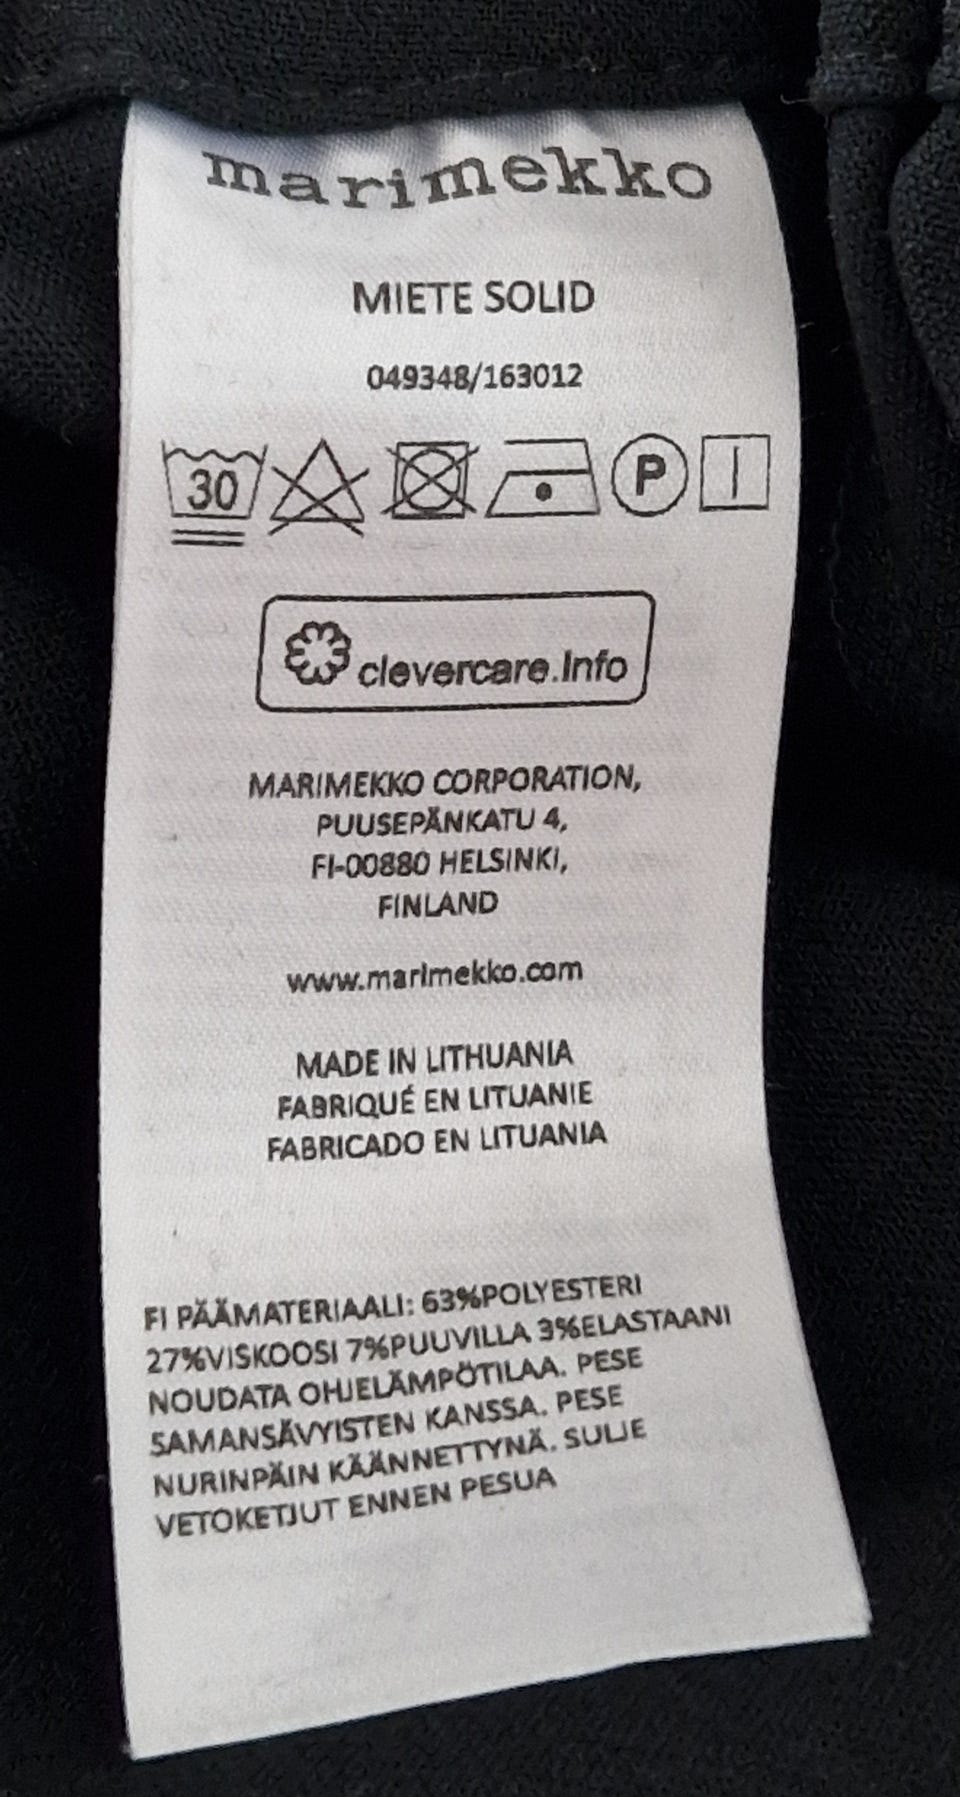 marimekko
MIETE SOLID
049348/163012
30 P
clevercare.info
MARIMEKKO CORPORATION,
PUUSEPÄNKATU 4,
FI-00880 HELSINKI,
FINLAND
www.marimekko.com
MADE IN LITHUANIA
FABRIQUÉ EN LITUANIE
FABRICADO EN LITUANIA
FI PÄÄMATERIAALI: 63%POLYESTERI
27%VISKOOSI 7%PUUVILLA 3%ELASTAANI
NOUDATA OHJELÄMPÖTILAA. PESE
SAMANSÄVYISTEN KANSSA. PESE
NURINPÄIN KÄÄNNETTYNÄ. SULJE
VETOKETJUT ENNEN PESUA